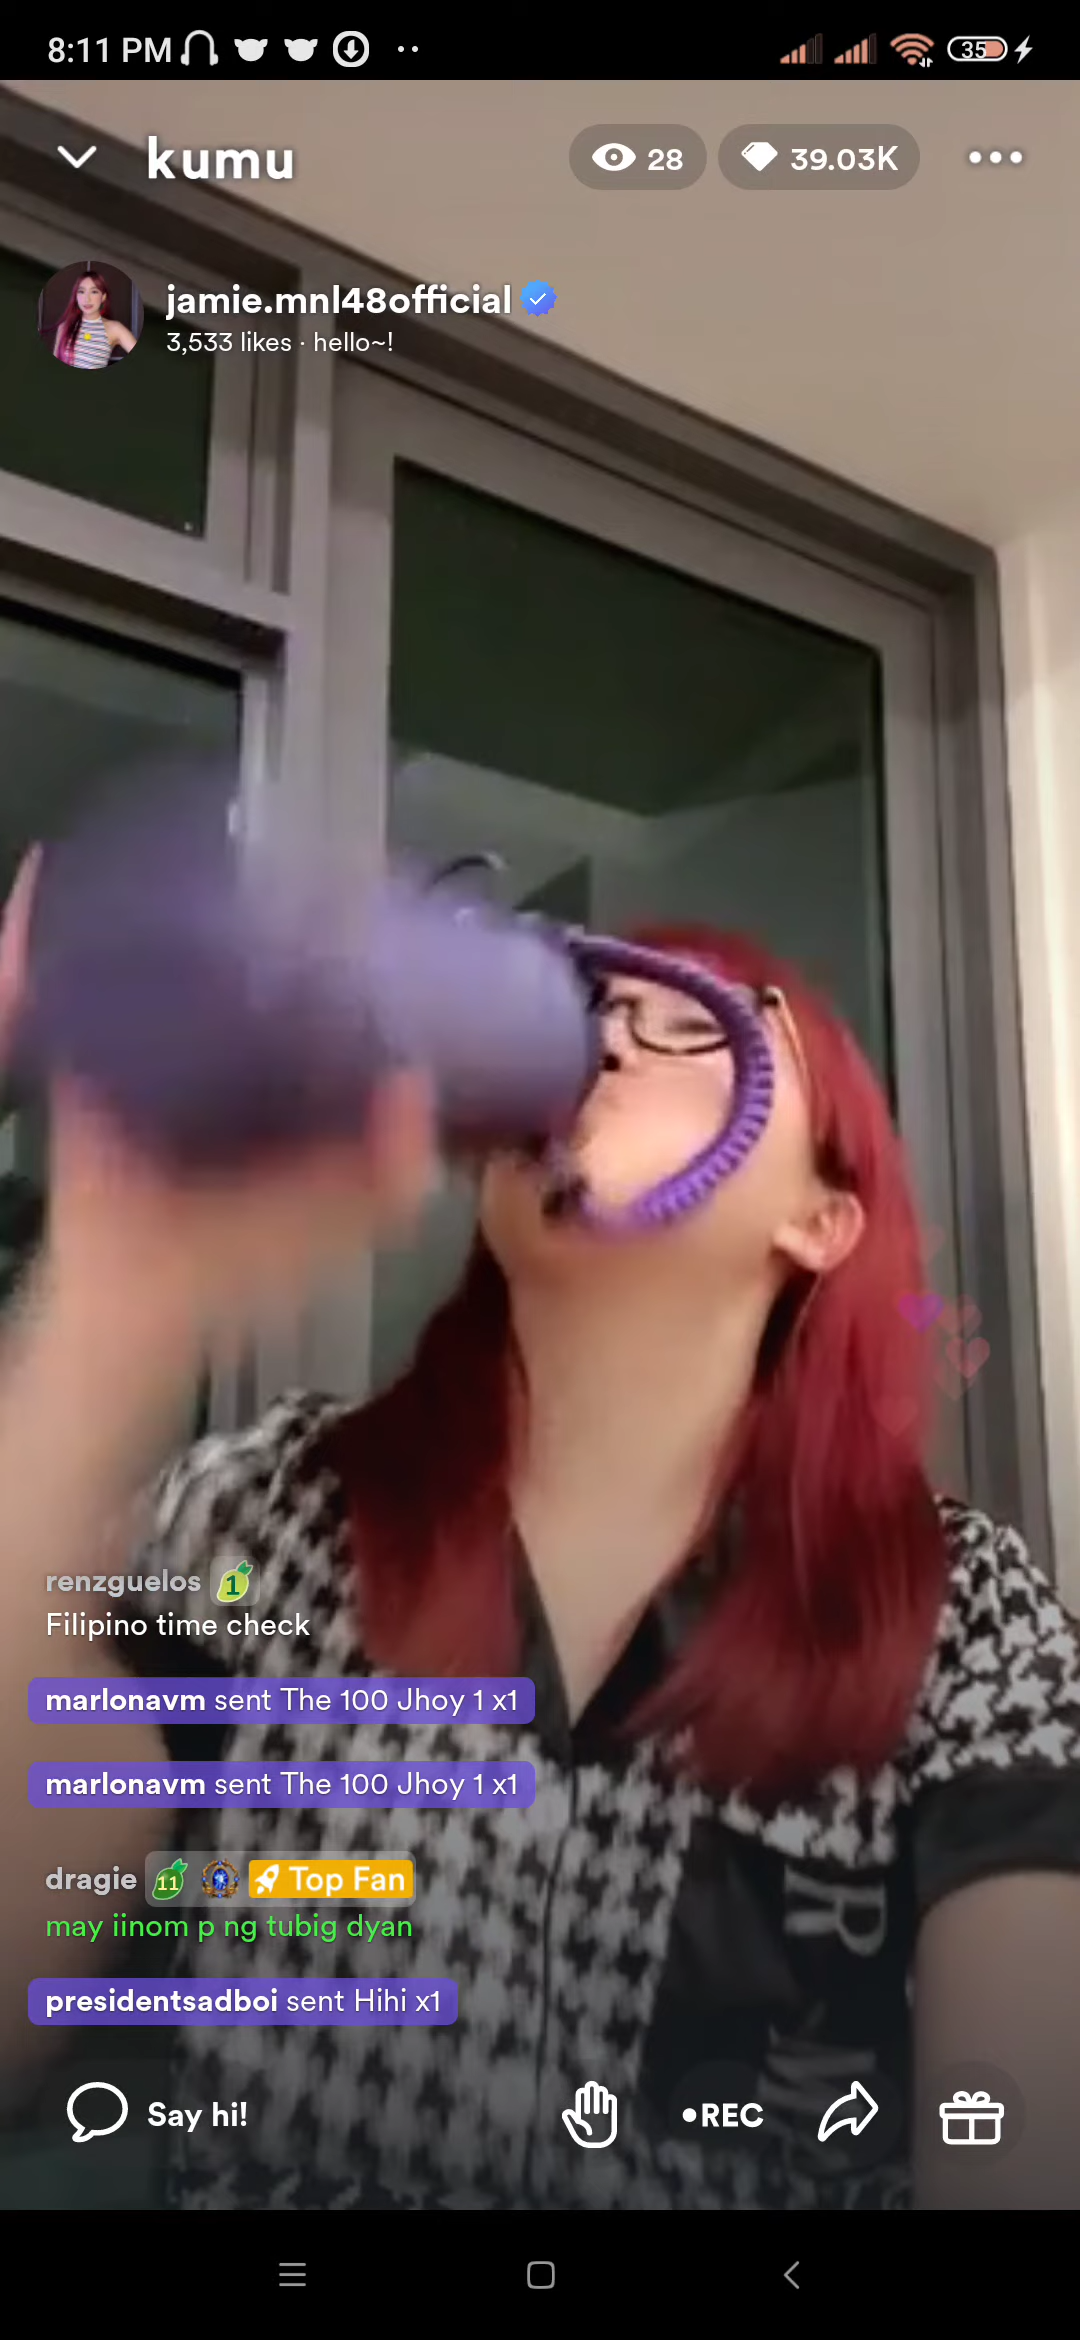 8:11 PM
35
kumu
28
39.03K
jamie.mnl48official
3,533 likes · hello~!
renzguelos 1
Filipino time check
marlonavm sent The 100 Jhoy 1 x1
marlonavm sent The 100 Jhoy 1 x1
dragie 11 Top Fan
may iinom p ng tubig dyan
presidentsadboi sent Hihi x1
Say hi!
•REC